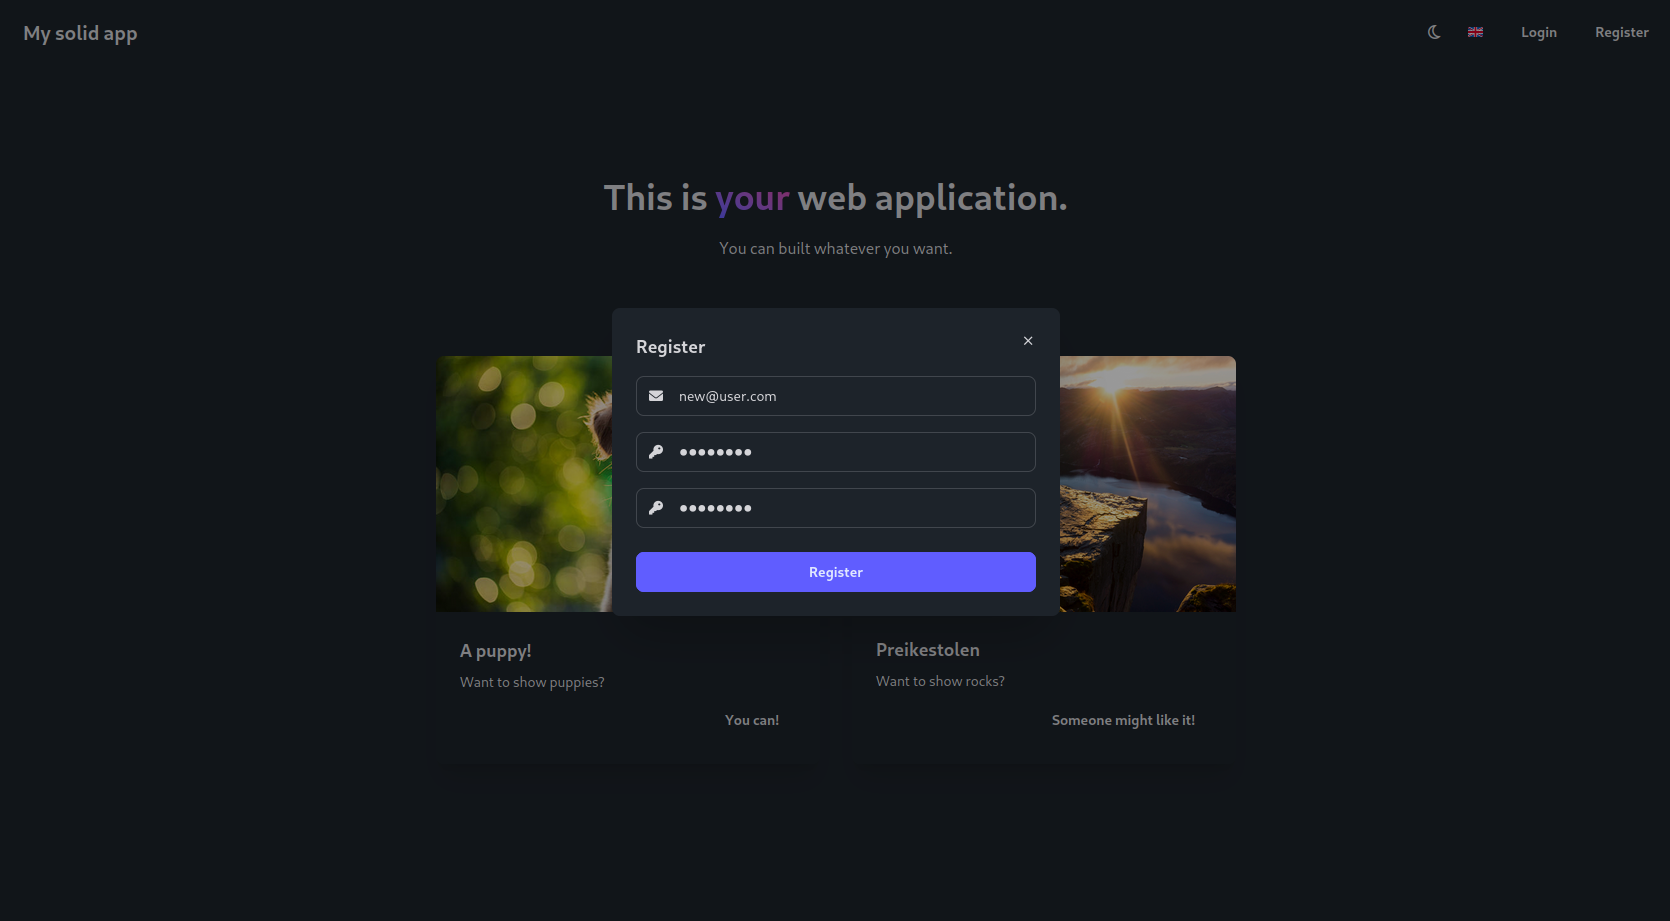 My solid app
Login
Register
This is your web application.
You can built whatever you want.
Register
×
new@user.com
●●●●●●●●
●●●●●●●●
Register
A puppy!
Want to show puppies?
You can!
Preikestolen
Want to show rocks?
Someone might like it!